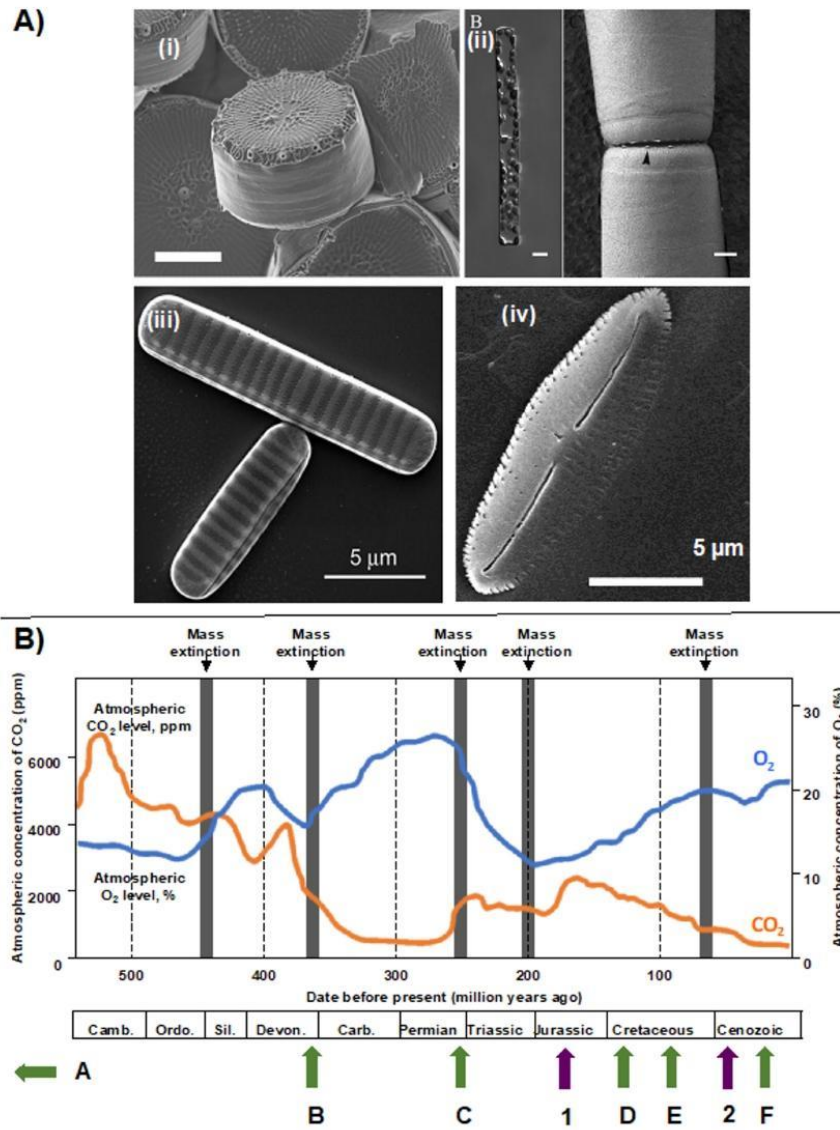 A)
(i)
B
(ii)
(iii)
5 µm
(iv)
5 µm
B)
Mass extinction
Mass extinction
Mass extinction
Mass extinction
Mass extinction
Atmospheric concentration of CO2 (ppm)
6000
4000
2000
0
Atmospheric
CO2 level, ppm
Atmospheric
O2 level, %
O2
CO2
30
20
10
0
Atmospheric concentration of O2 (%)
500
400
300
200
100
Date before present (million years ago)
Camb.
Ordo.
Sil.
Devon.
Carb.
Permian
Triassic
Jurassic
Cretaceous
Cenozoic
A
B
C
1
D
E
2
F